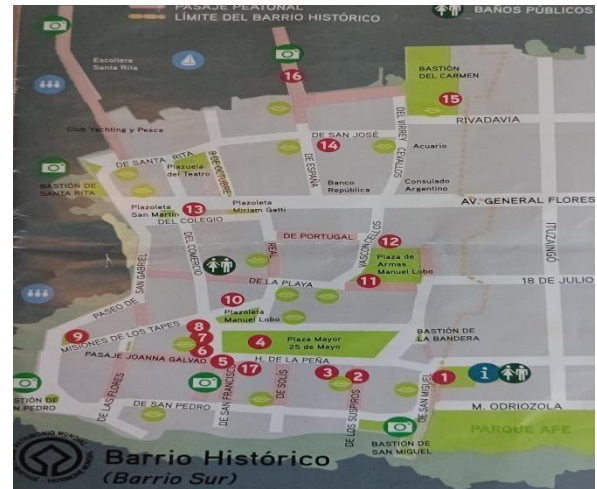 PASAJE PEATONAL
LÍMITE DEL BARRIO HISTÓRICO
BAÑOS PÚBLICOS
Escollera
Santa Rita
16
BASTIÓN
DEL CARMEN
15
RIVADAVIA
Club Yachting y Pesca
DE SAN JOSÉ
14
DEL VIRREY CEVALLOS
Acuario
DE SANTA RITA
Plazuela
del Teatro
8 DE OCTUBRE
DE ESPAÑA
Banco
República
Consulado
Argentino
BASTIÓN DE
SANTA RITA
AV. GENERAL FLORES
Plazoleta
San Martín
13
Plazoleta
Miriam Gatti
DEL COLEGIO
DEL COMERCIO
REAL
DE PORTUGAL
VASCONCELLOS
12
ITUZAINGÓ
Plaza de
Armas
Manuel Lobo
SAN GABRIEL
PASEO DE
DE LA PLAYA
11
18 DE JULIO
10
Plazoleta
Manuel Lobo
9
MISIONES DE LOS TAPES
8
7
6
4
Plaza Mayor
25 de Mayo
BASTIÓN DE
LA BANDERA
PASAJE JOANNA GALVAO
5
17
H. DE LA PEÑA
3
2
1
i
DE LAS FLORES
DE SAN FRANCISCO
DE SOLÍS
DE LOS SUSPIROS
DE SAN MIGUEL
BASTIÓN DE
SAN PEDRO
DE SAN PEDRO
M. ODRIOZOLA
BASTIÓN DE
SAN MIGUEL
PARQUE AFE
Barrio Histórico
(Barrio Sur)